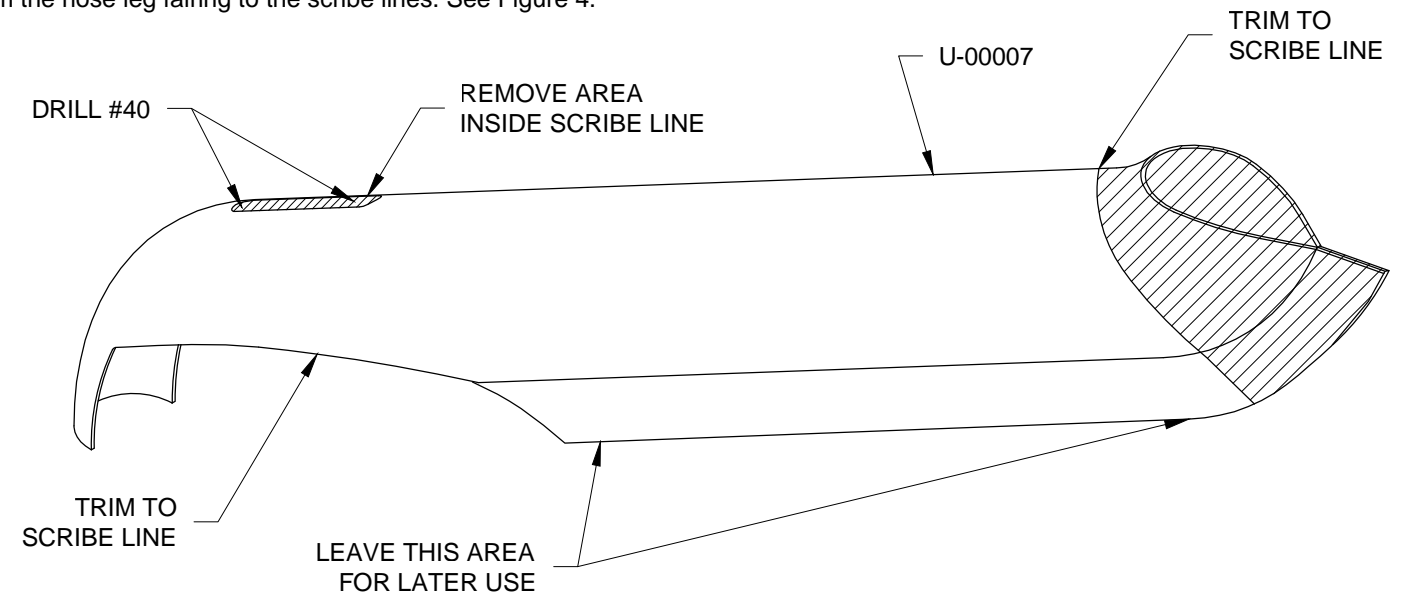 the nose leg fairing to the scribe lines. See Figure 4.
TRIM TO
SCRIBE LINE
U-00007
REMOVE AREA
INSIDE SCRIBE LINE
DRILL #40
TRIM TO
SCRIBE LINE
LEAVE THIS AREA
FOR LATER USE